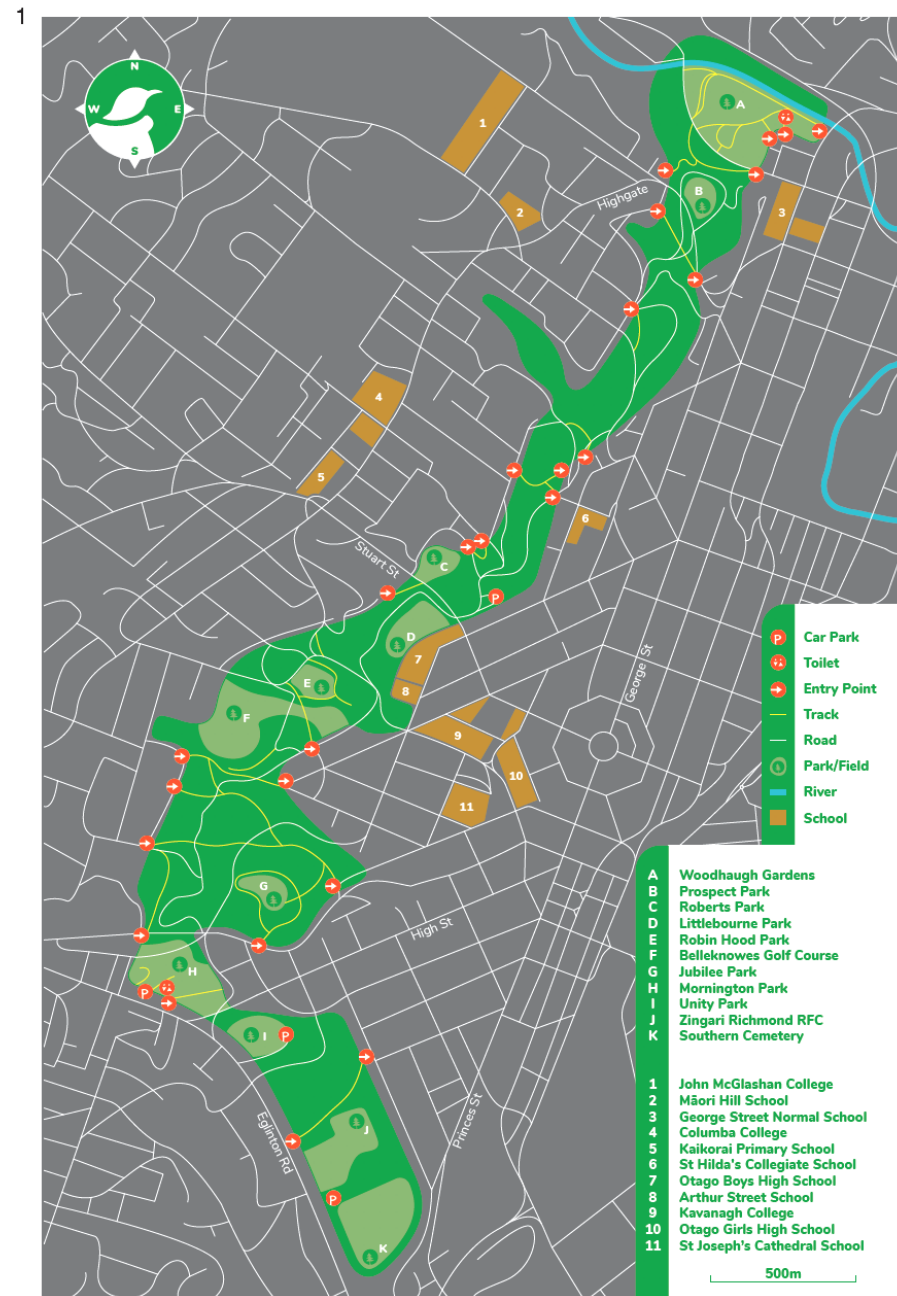 1
N
W E
S
A
1
B
Highgate
2
3
4
5
6
Stuart St
C
P
D
7
E
8
George St
F
9
10
11
G
High St
H
P
I P
Eglinton Rd
Princes St
J
P
K
P Car Park
Toilet
Entry Point
Track
Road
Park/Field
River
School
A Woodhaugh Gardens
B Prospect Park
C Roberts Park
D Littlebourne Park
E Robin Hood Park
F Belleknowes Golf Course
G Jubilee Park
H Mornington Park
I Unity Park
J Zingari Richmond RFC
K Southern Cemetery
1 John McGlashan College
2 Māori Hill School
3 George Street Normal School
4 Columba College
5 Kaikorai Primary School
6 St Hilda's Collegiate School
7 Otago Boys High School
8 Arthur Street School
9 Kavanagh College
10 Otago Girls High School
11 St Joseph's Cathedral School
500m